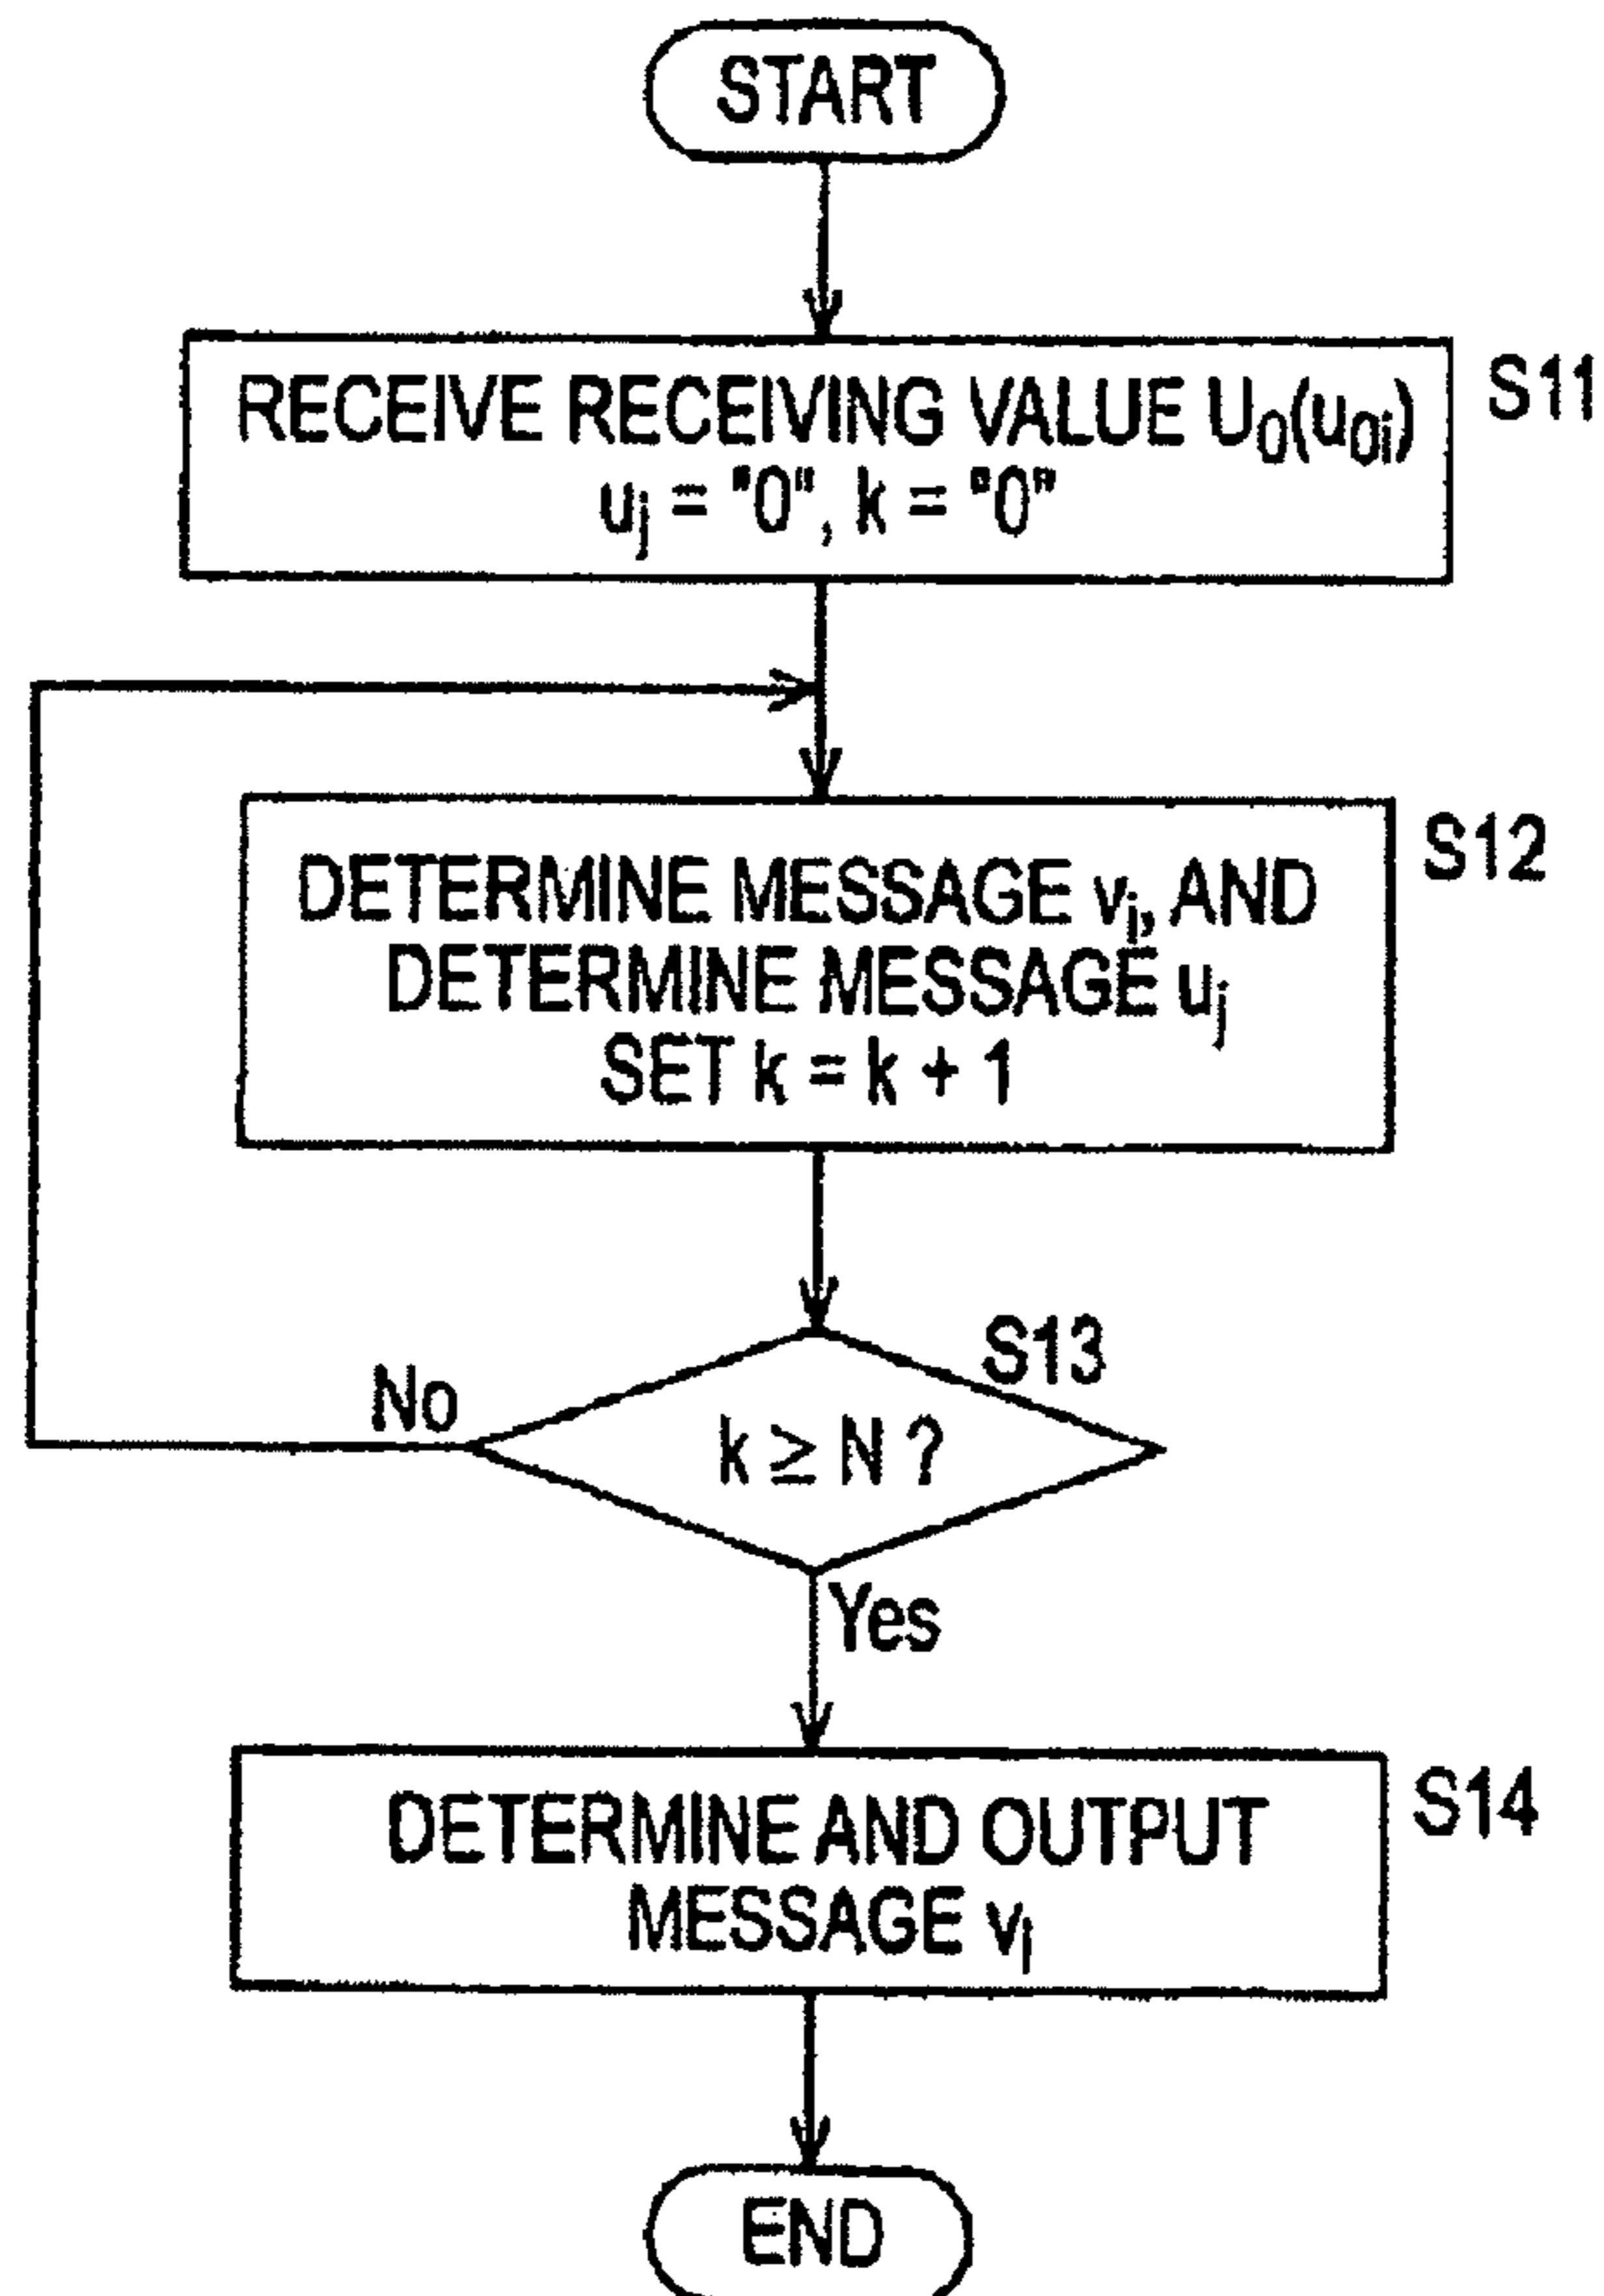 START
RECEIVE RECEIVING VALUE U₀(u₀ᵢ)
uⱼ = "0", k = "0"
S11
DETERMINE MESSAGE vᵢ, AND
DETERMINE MESSAGE uⱼ
SET k = k + 1
S12
S13
No
k ≥ N ?
Yes
DETERMINE AND OUTPUT
MESSAGE vᵢ
S14
END